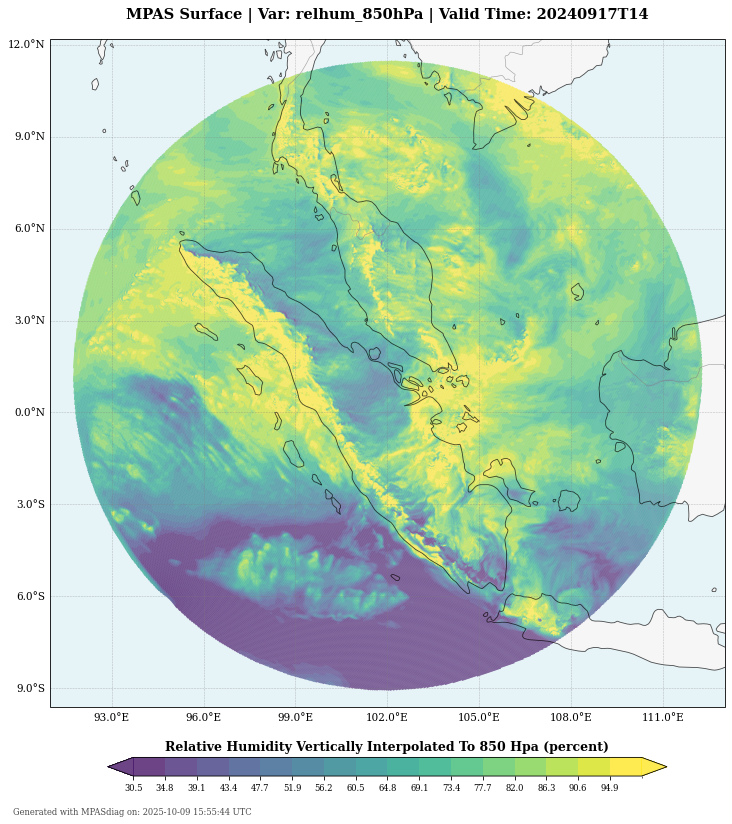 MPAS Surface | Var: relhum_850hPa | Valid Time: 20240917T14
12.0°N
9.0°N
6.0°N
3.0°N
0.0°N
3.0°S
6.0°S
9.0°S
93.0°E 96.0°E 99.0°E 102.0°E 105.0°E 108.0°E 111.0°E
Relative Humidity Vertically Interpolated To 850 Hpa (percent)
30.5 34.8 39.1 43.4 47.7 51.9 56.2 60.5 64.8 69.1 73.4 77.7 82.0 86.3 90.6 94.9
Generated with MPASdiag on: 2025-10-09 15:55:44 UTC